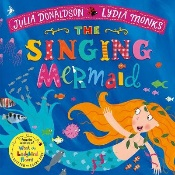 JULIA DONALDSON LYDIA MONKS
THE
SINGING
MERMAID